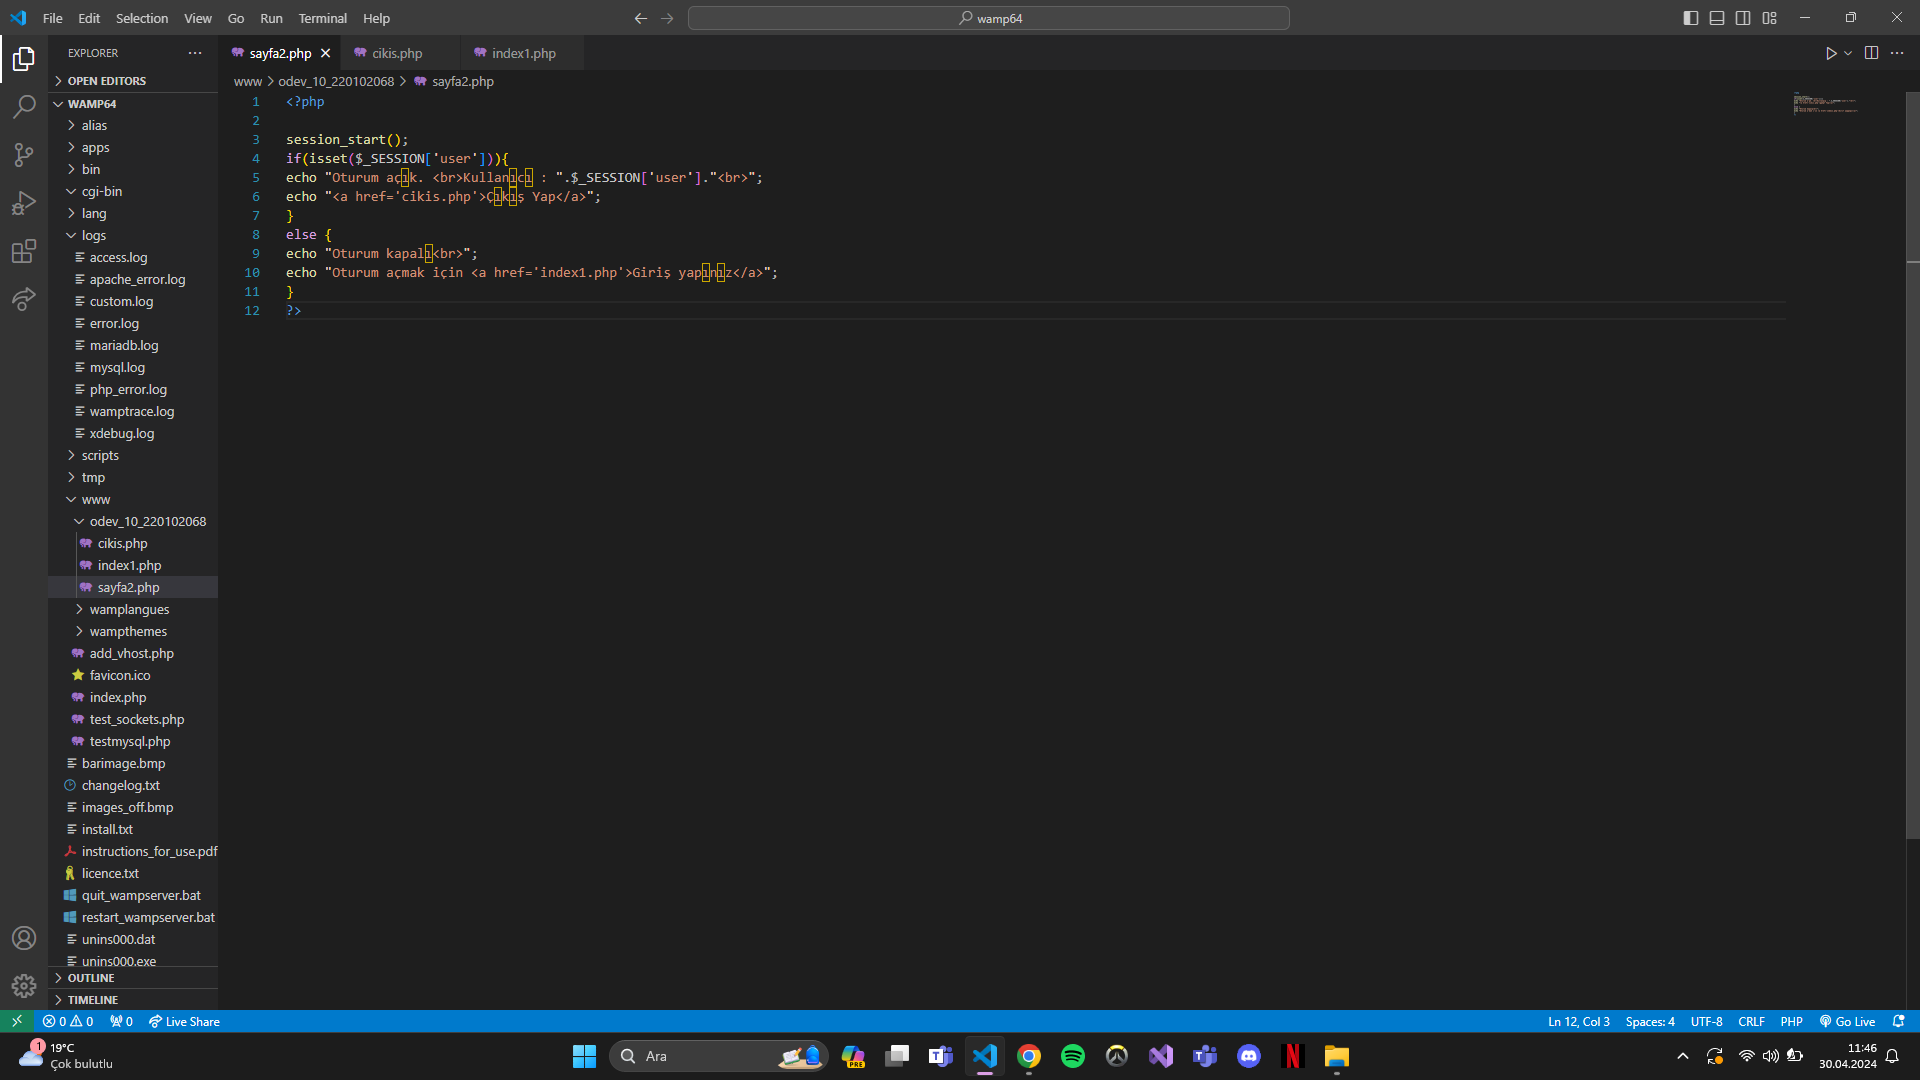 File Edit Selection View Go Run Terminal Help
wamp64
EXPLORER
OPEN EDITORS
WAMP64
alias
apps
bin
cgi-bin
lang
logs
access.log
apache_error.log
custom.log
error.log
mariadb.log
mysql.log
php_error.log
wamptrace.log
xdebug.log
scripts
tmp
www
odev_10_220102068
cikis.php
index1.php
sayfa2.php
wamplangues
wampthemes
add_vhost.php
favicon.ico
index.php
test_sockets.php
testmysql.php
barimage.bmp
changelog.txt
images_off.bmp
install.txt
instructions_for_use.pdf
licence.txt
quit_wampserver.bat
restart_wampserver.bat
unins000.dat
unins000.exe
OUTLINE
TIMELINE
sayfa2.php cikis.php index1.php
www > odev_10_220102068 > sayfa2.php
1 <?php
2
3 session_start();
4 if(isset($_SESSION['user'])){
5 echo "Oturum açık. <br>Kullanıcı : ".$_SESSION['user']."<br>";
6 echo "<a href='cikis.php'>Çıkış Yap</a>";
7 }
8 else {
9 echo "Oturum kapalı<br>";
10 echo "Oturum açmak için <a href='index1.php'>Giriş yapınız</a>";
11 }
12 ?>
0 0 0 Live Share
Ln 12, Col 3 Spaces: 4 UTF-8 CRLF PHP Go Live
1
19°C
Çok bulutlu
Ara
PRE
11:46
30.04.2024